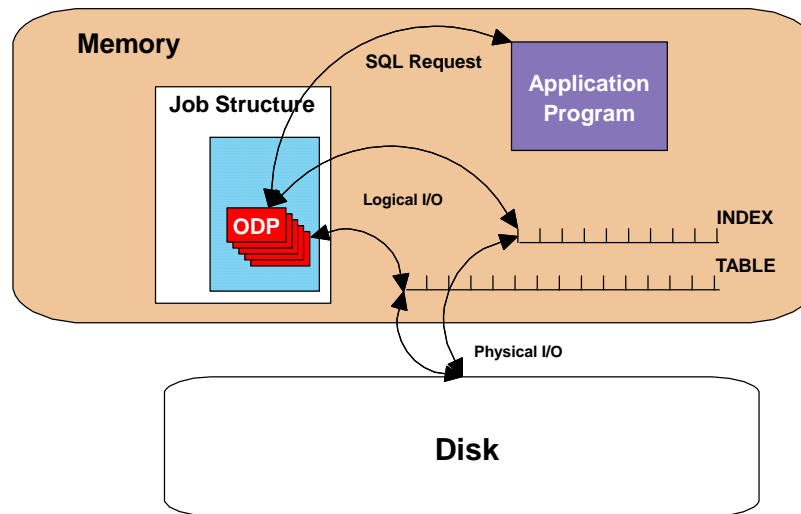 Memory
SQL Request
Application
Program
Job Structure
ODP
Logical I/O
INDEX
TABLE
Physical I/O
Disk